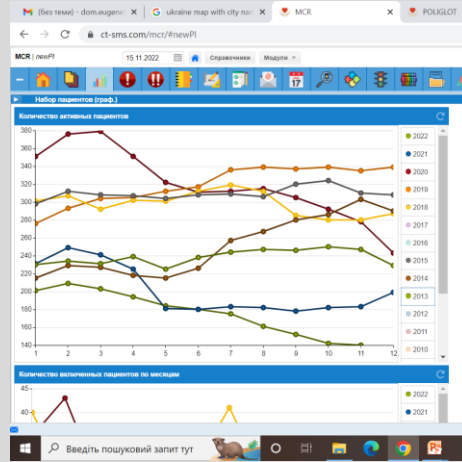 (без теми) - dom.eugene
ukraine map with city na
MCR
POLIGLOT
ct-sms.com/mcr/#newPl
MCR | newPl
15.11.2022
Справочники
Модули
Набор пациентов (граф.)
Количество активных пациентов
380
360
340
320
300
280
260
240
220
200
180
160
140
1 2 3 4 5 6 7 8 9 10 11 12
2022
2021
2020
2019
2018
2017
2016
2015
2014
2013
2012
2011
2010
Количество включенных пациентов по месяцам
45
40
2022
2021
Введіть пошуковий запит тут